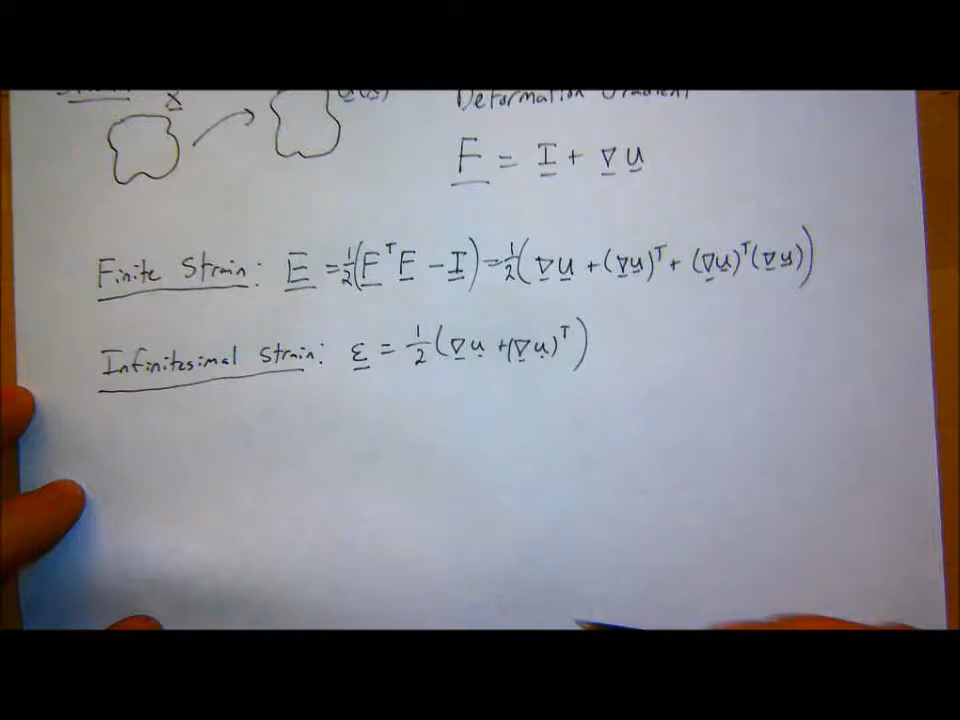 X
Deformation Gradient
F = I + ∇u
Finite Strain: E = 1/2(FᵀF − I) = 1/2(∇u + (∇u)ᵀ + (∇u)ᵀ(∇u))
Infinitesimal Strain: ε = 1/2(∇u + (∇u)ᵀ)